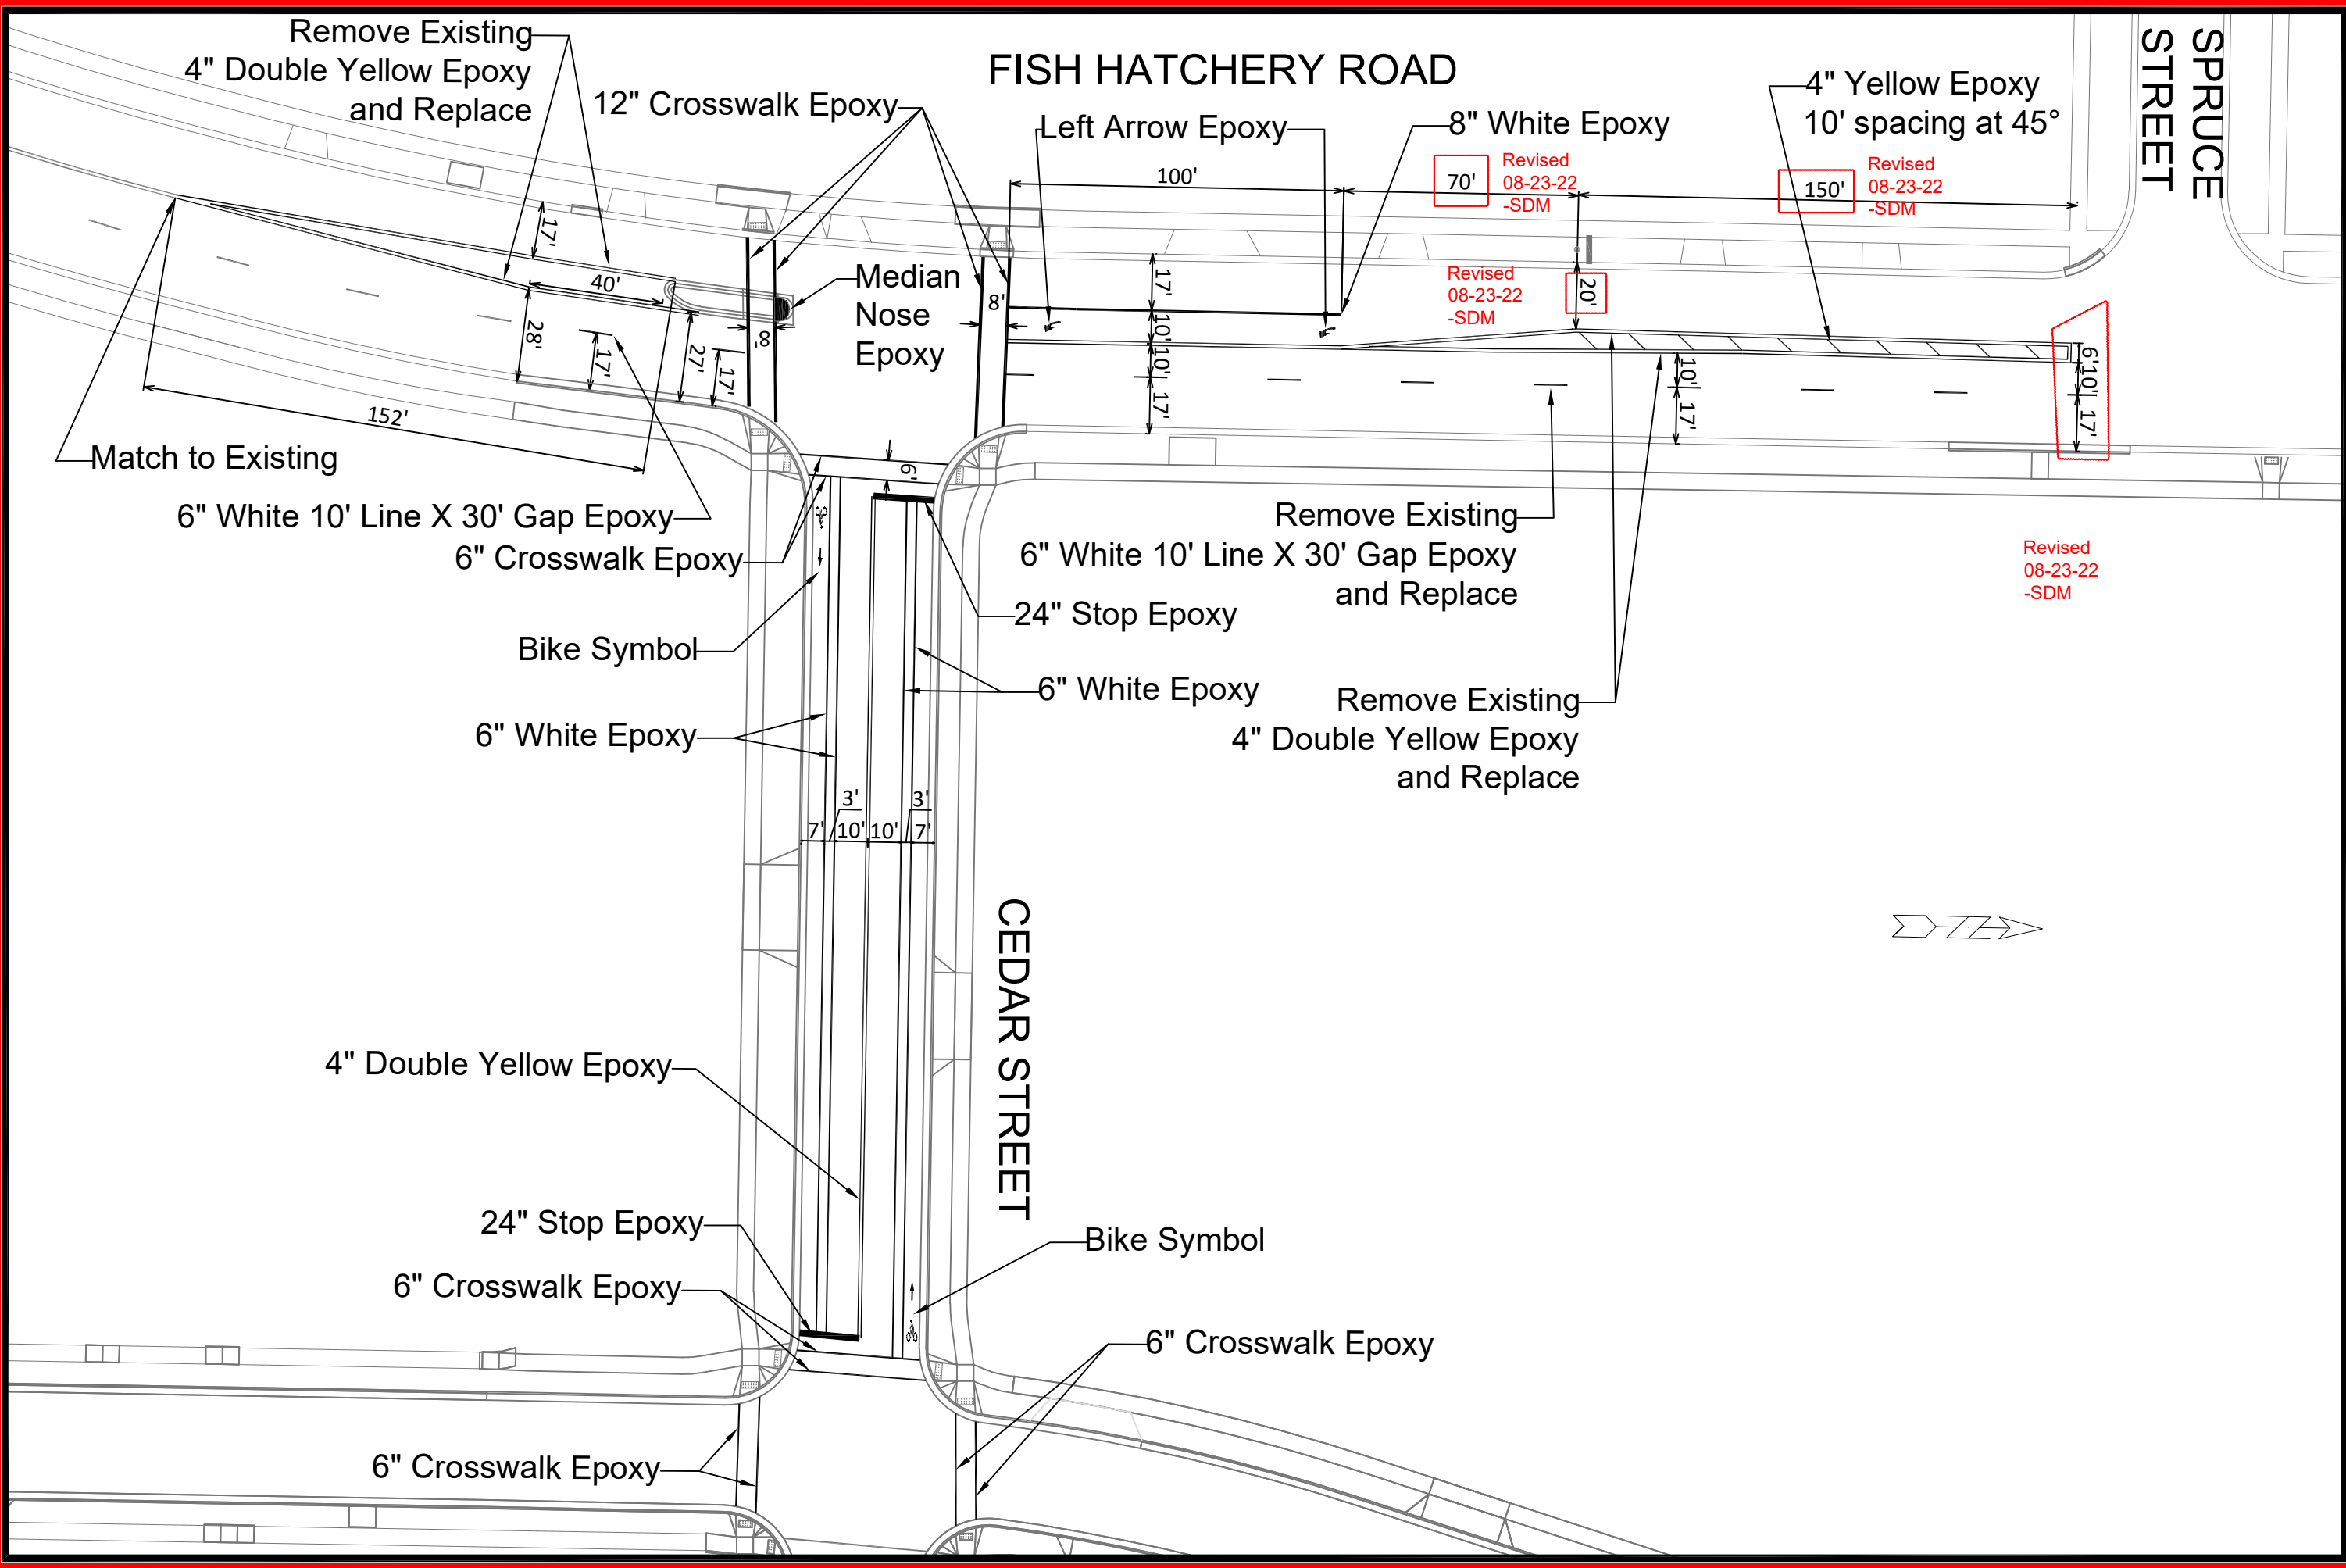 Remove Existing
4" Double Yellow Epoxy
and Replace
12" Crosswalk Epoxy
FISH HATCHERY ROAD
Left Arrow Epoxy
8" White Epoxy
4" Yellow Epoxy
10' spacing at 45°
SPRUCE
STREET
100'
70'
Revised
08-23-22
-SDM
150'
Revised
08-23-22
-SDM
17'
40'
28'
17'
27'
17'
8'
152'
Median
Nose
Epoxy
8'
17'
10'
10'
17'
Revised
08-23-22
-SDM
20'
10'
17'
6'
10'
17'
Match to Existing
6" White 10' Line X 30' Gap Epoxy
6" Crosswalk Epoxy
6'
Bike Symbol
6" White Epoxy
Remove Existing
6" White 10' Line X 30' Gap Epoxy
and Replace
24" Stop Epoxy
6" White Epoxy
Remove Existing
4" Double Yellow Epoxy
and Replace
Revised
08-23-22
-SDM
3'
3'
7'
10'
10'
7'
CEDAR STREET
4" Double Yellow Epoxy
24" Stop Epoxy
6" Crosswalk Epoxy
Bike Symbol
6" Crosswalk Epoxy
6" Crosswalk Epoxy